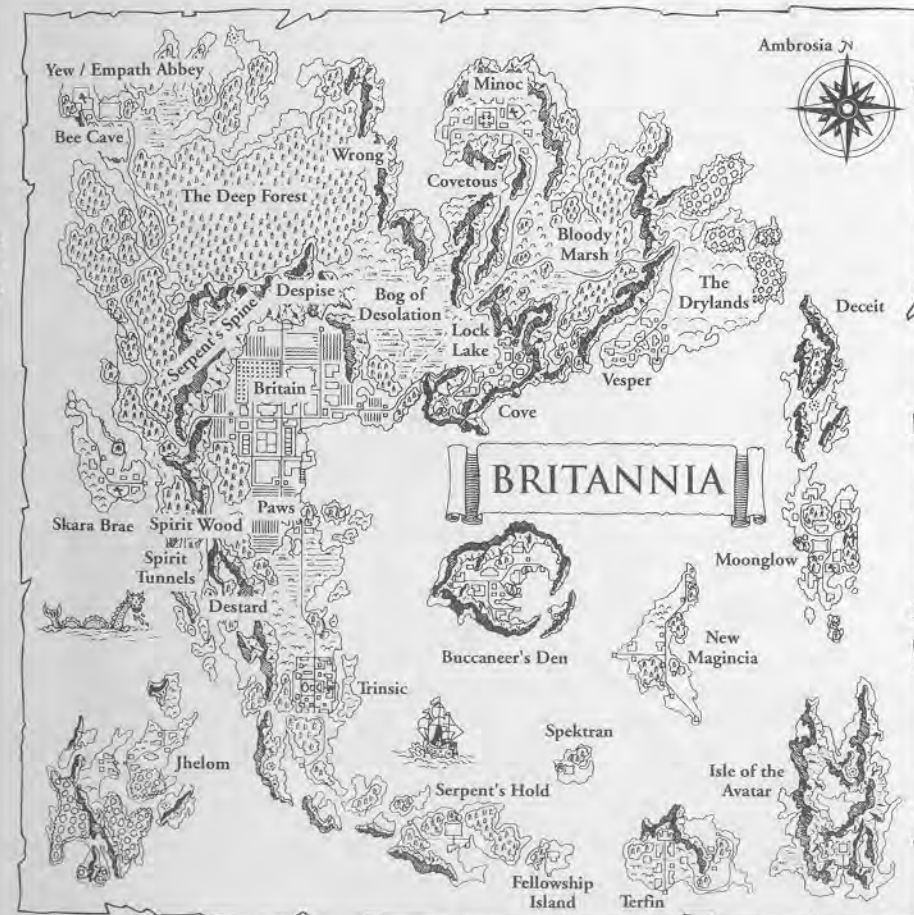 Ambrosia
N
Yew / Empath Abbey
Minoc
Bee Cave
Wrong
Covetous
The Deep Forest
Bloody
Marsh
Despise
Bog of
Desolation
The
Drylands
Deceit
Serpent's Spine
Lock
Lake
Britain
Vesper
Cove
BRITANNIA
Paws
Skara Brae
Spirit Wood
Spirit
Tunnels
Moonglow
Destard
New
Magincia
Buccaneer's Den
Trinsic
Spektran
Jhelom
Isle of the
Avatar
Serpent's Hold
Fellowship
Island
Terfin